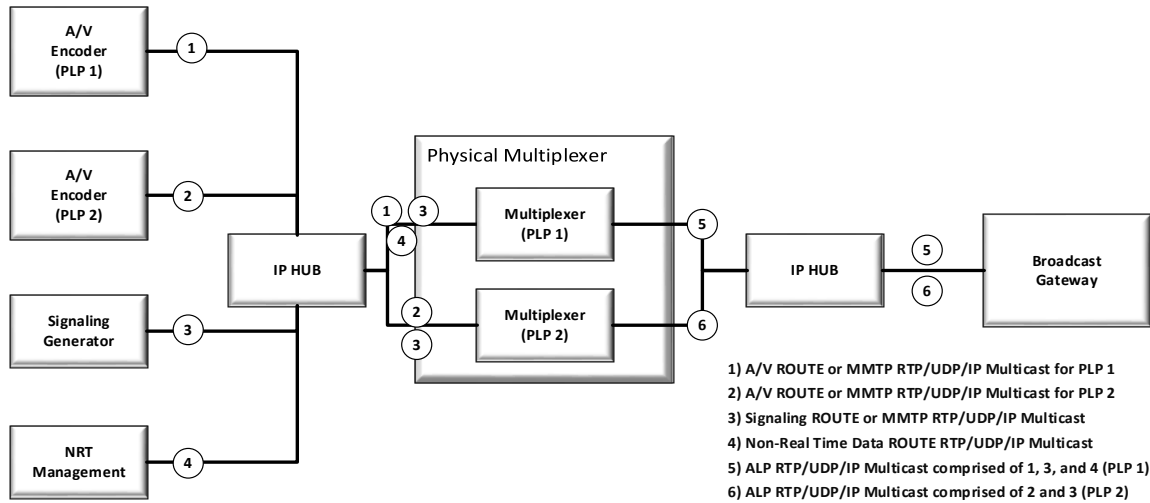 A/V
Encoder
(PLP 1)
1
A/V
Encoder
(PLP 2)
2
Signaling
Generator
3
NRT
Management
4
IP HUB
Physical Multiplexer
1
3
4
Multiplexer
(PLP 1)
2
3
Multiplexer
(PLP 2)
5
6
IP HUB
5
6
Broadcast
Gateway
1) A/V ROUTE or MMTP RTP/UDP/IP Multicast for PLP 1
2) A/V ROUTE or MMTP RTP/UDP/IP Multicast for PLP 2
3) Signaling ROUTE or MMTP RTP/UDP/IP Multicast
4) Non-Real Time Data ROUTE RTP/UDP/IP Multicast
5) ALP RTP/UDP/IP Multicast comprised of 1, 3, and 4 (PLP 1)
6) ALP RTP/UDP/IP Multicast comprised of 2 and 3 (PLP 2)